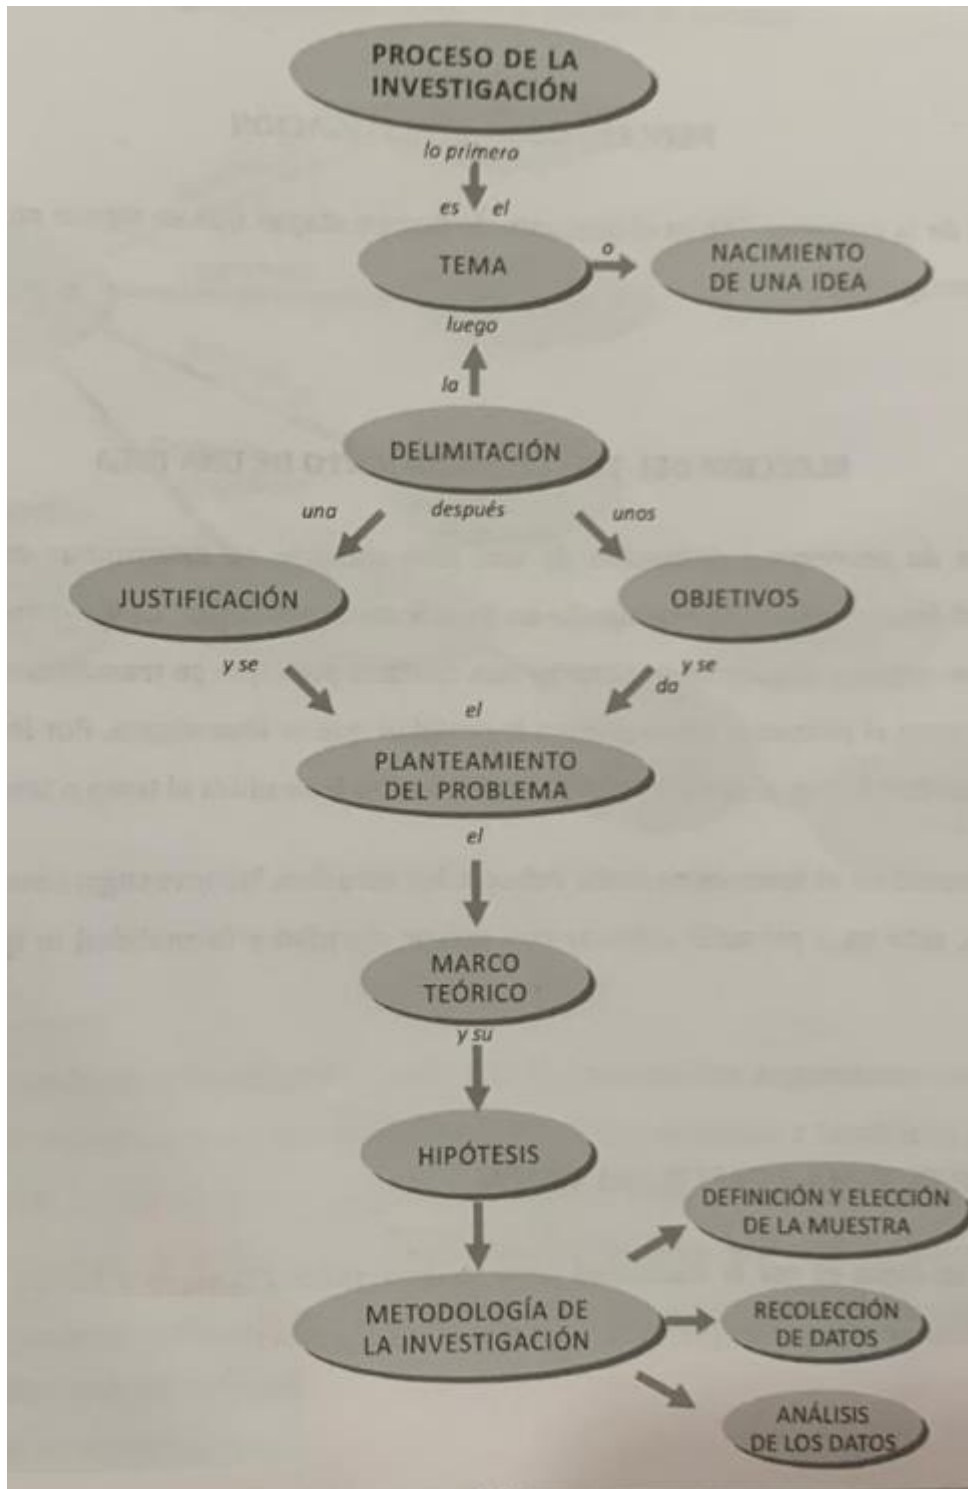 PROCESO DE LA
INVESTIGACIÓN
lo primero
es el
TEMA
o
NACIMIENTO
DE UNA IDEA
luego
la
DELIMITACIÓN
una
después
unos
JUSTIFICACIÓN
OBJETIVOS
y se
y se
da
el
PLANTEAMIENTO
DEL PROBLEMA
el
MARCO
TEÓRICO
y su
HIPÓTESIS
METODOLOGÍA DE
LA INVESTIGACIÓN
DEFINICIÓN Y ELECCIÓN
DE LA MUESTRA
RECOLECCIÓN
DE DATOS
ANÁLISIS
DE LOS DATOS